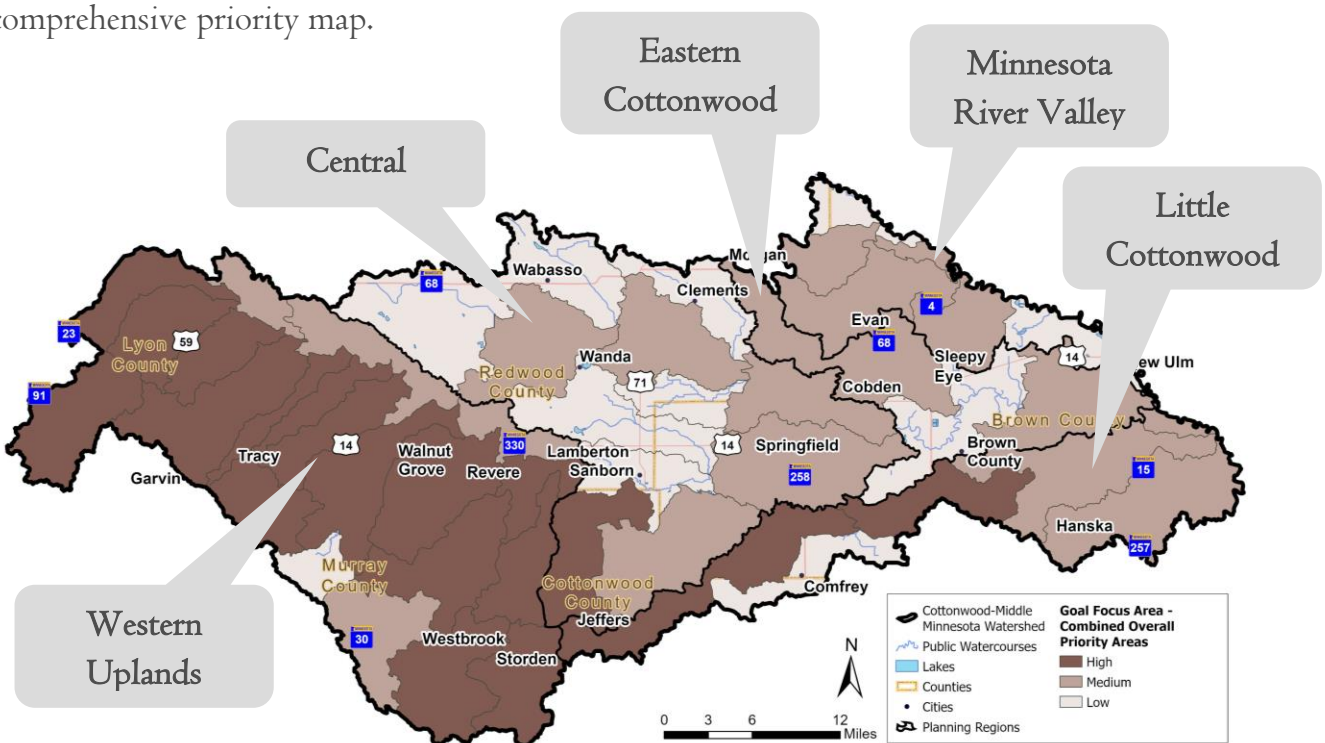 comprehensive priority map.
Eastern
Cottonwood
Minnesota
River Valley
Central
Little
Cottonwood
Western
Uplands
Wabasso
Clements
Morgan
68
23
59
Lyon
County
91
4
Evan
68
Sleepy
Eye
14
ew Ulm
Wanda
Redwood
County
71
Cobden
Brown County
Tracy
14
Walnut
Grove
330
Revere
Lamberton
Sanborn
14
Springfield
258
Brown
County
15
Garvin
Hanska
257
Murray
County
Cottonwood
County
Jeffers
Comfrey
30
Westbrook
Storden
N
0 3 6 12
Miles
Cottonwood-Middle
Minnesota Watershed
Public Watercourses
Lakes
Counties
Cities
Planning Regions
Goal Focus Area -
Combined Overall
Priority Areas
High
Medium
Low